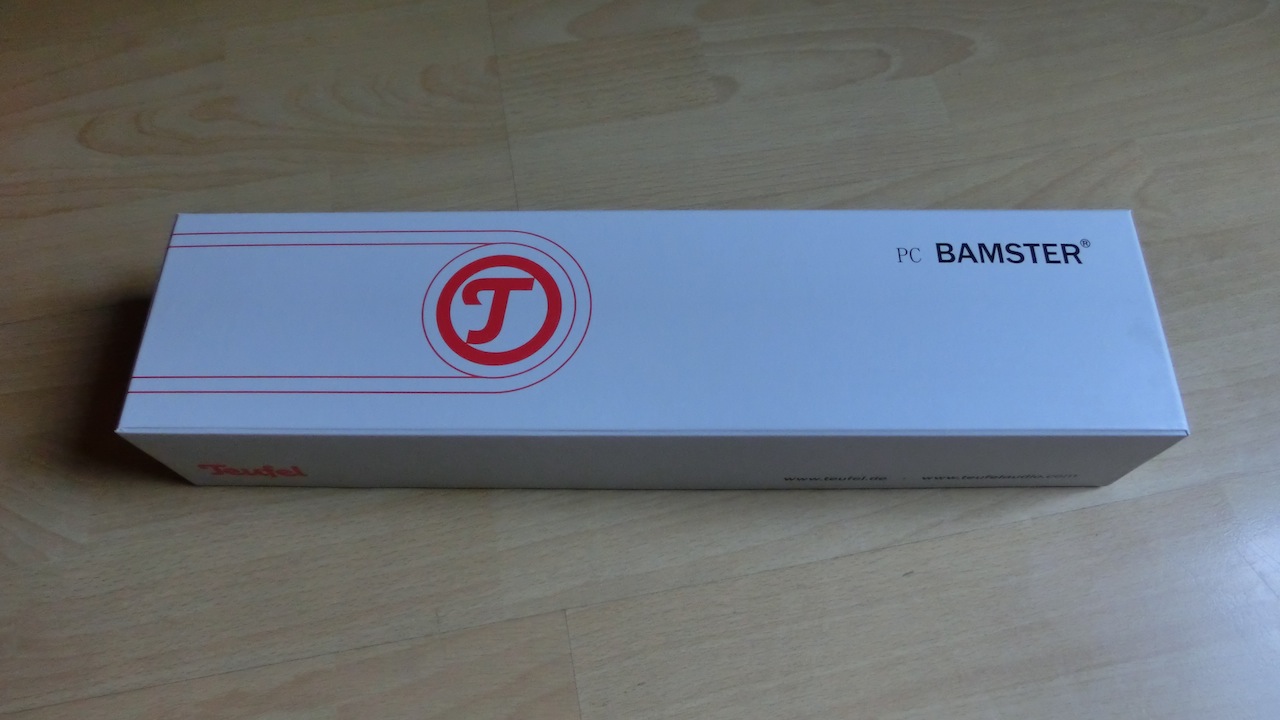 T
PC BAMSTER®
Teufel
www.teufel.de · www.teufelaudio.com